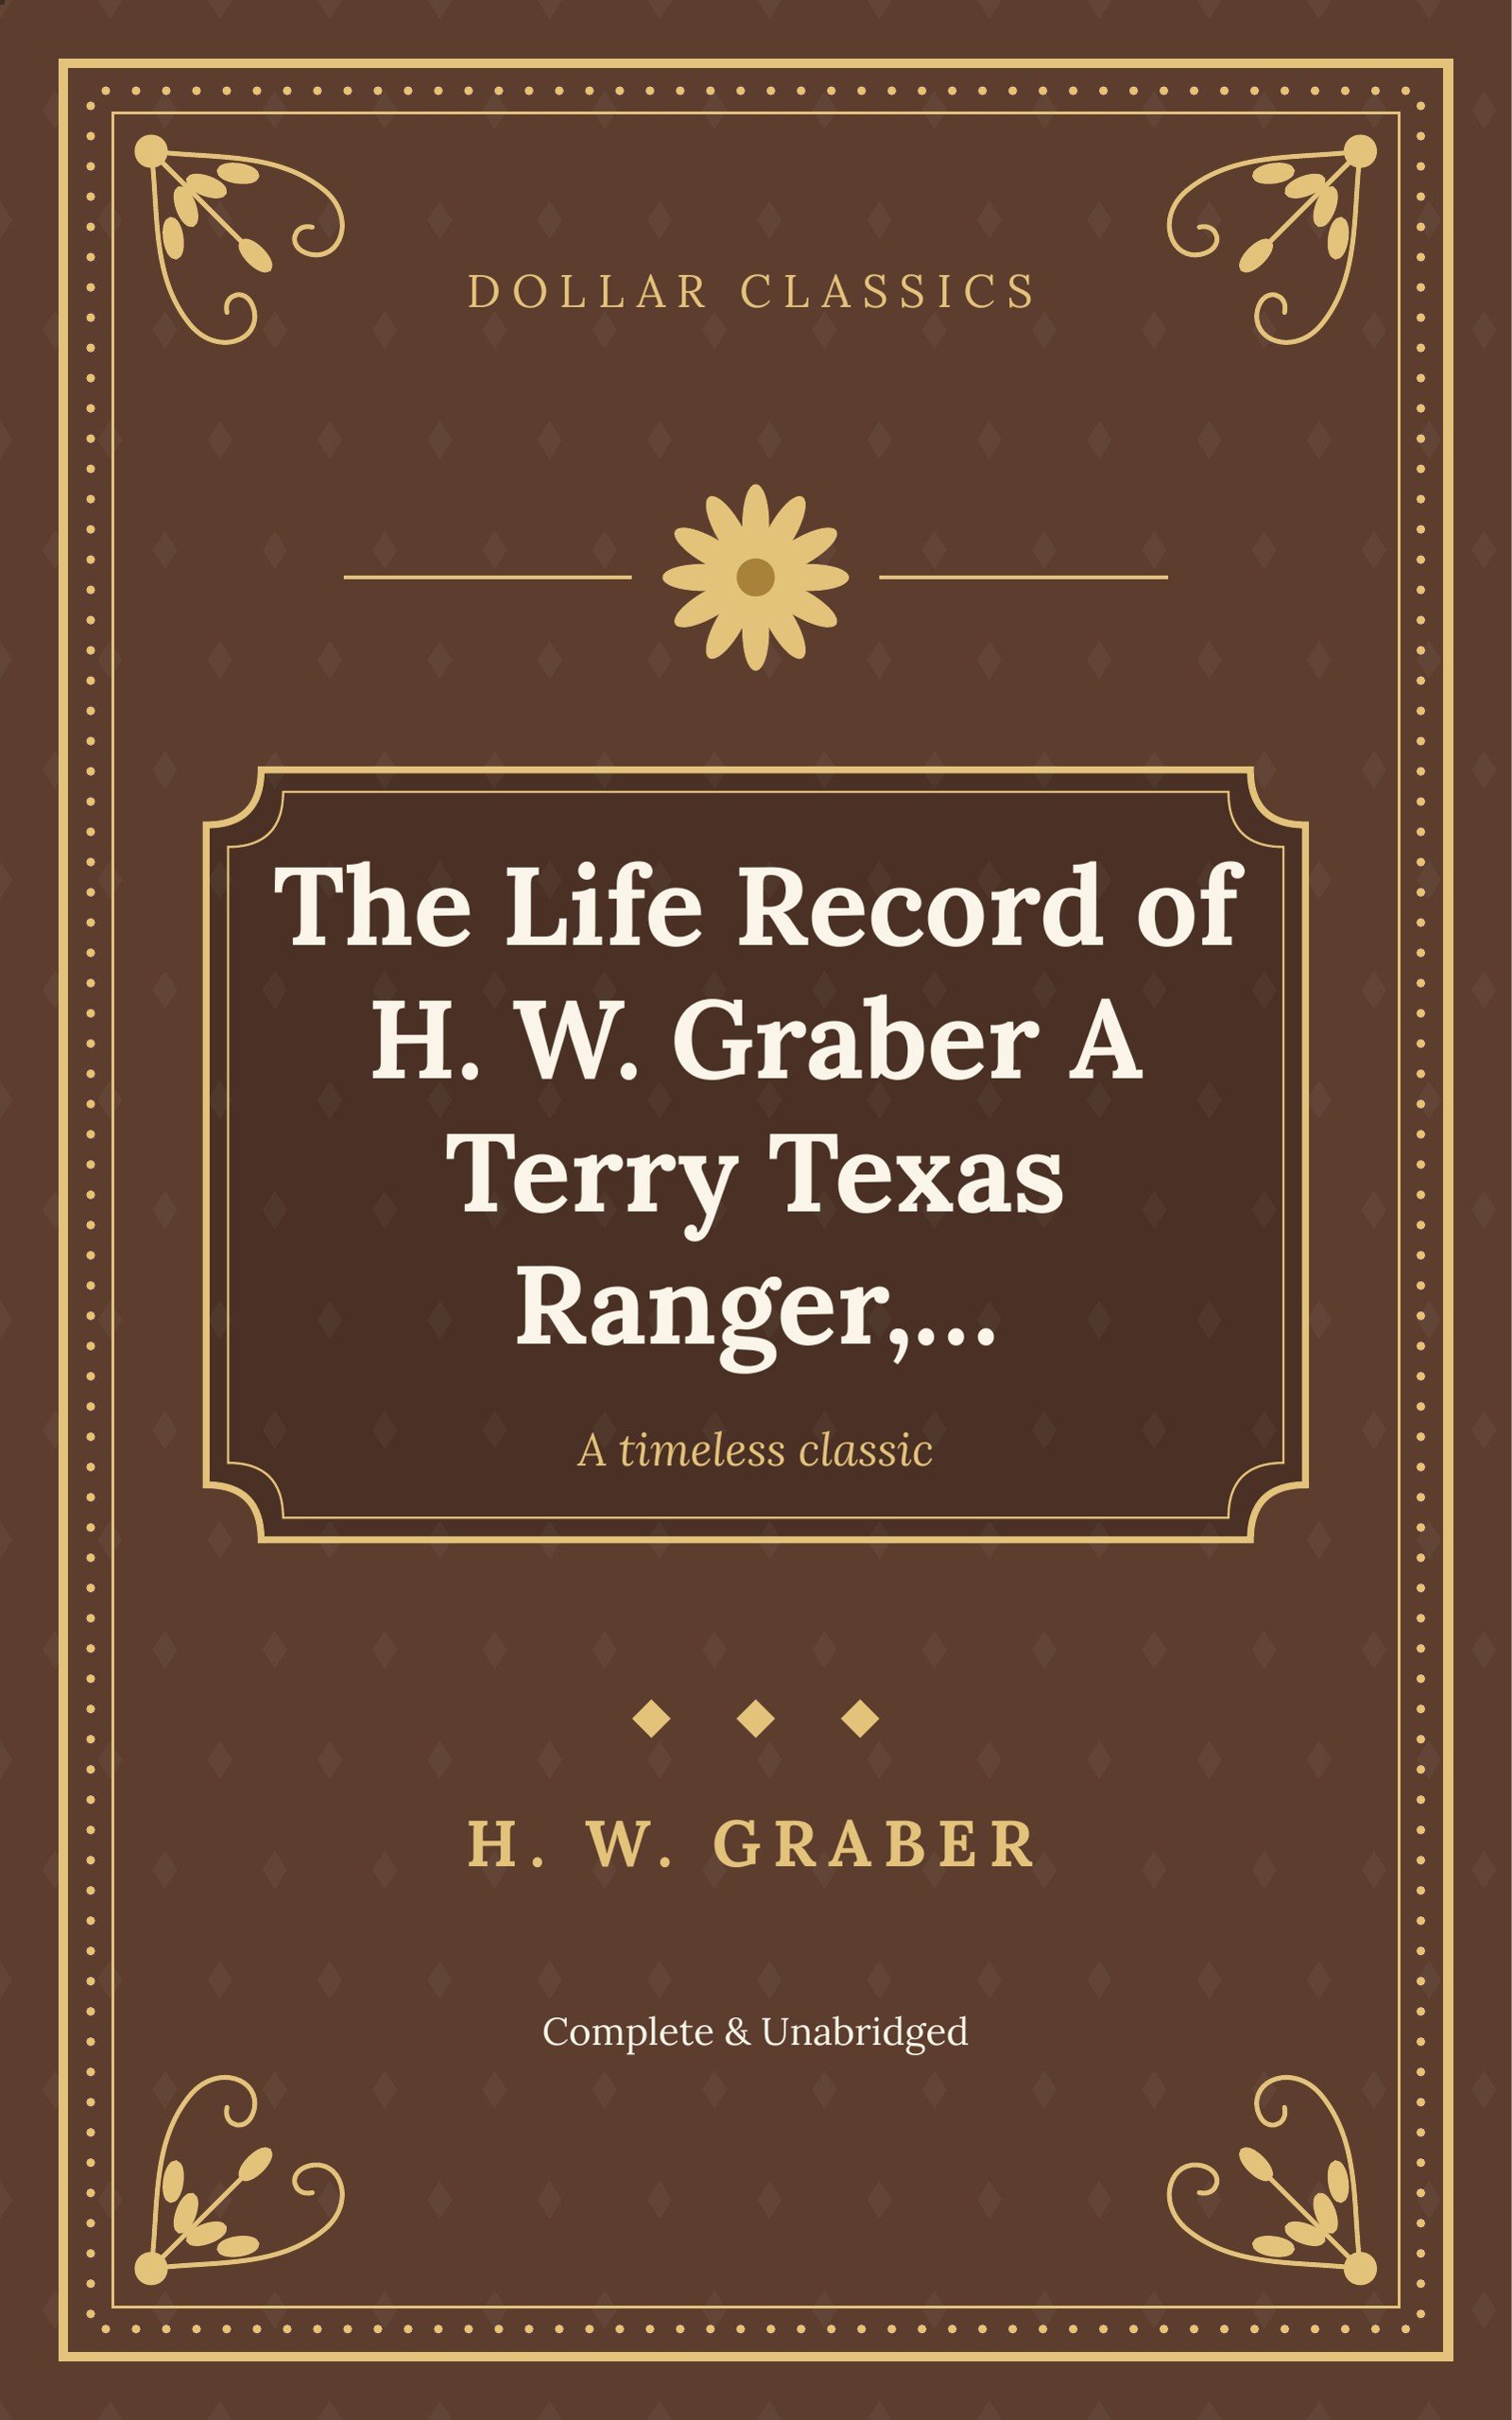 DOLLAR CLASSICS
The Life Record of
H. W. Graber A
Terry Texas
Ranger,...
A timeless classic
H. W. GRABER
Complete & Unabridged